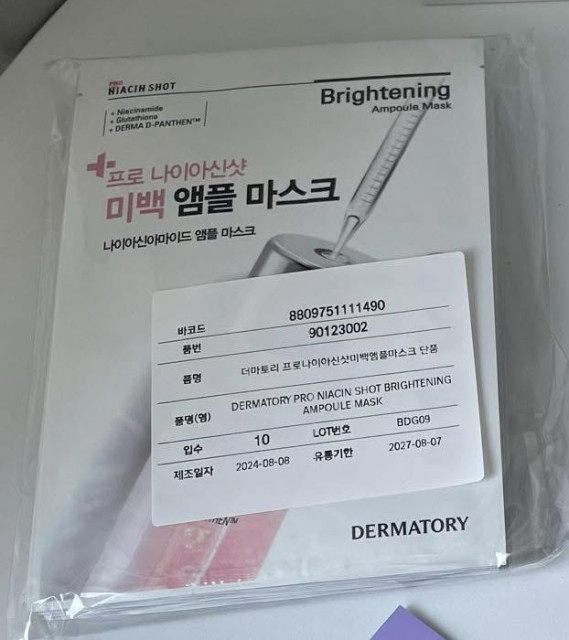 PRO
NIACIN SHOT
+ Niacinamide
+ Glutathione
+ DERMA D-PANTHEN™
Brightening
Ampoule Mask
프로 나이아신샷
미백 앰플 마스크
나이아신아마이드 앰플 마스크
바코드 8809751111490
품번 90123002
품명 더마토리 프로나이아신샷미백앰플마스크 단품
품명(영) DERMATORY PRO NIACIN SHOT BRIGHTENING
AMPOULE MASK
입수 10 LOT번호 BDG09
제조일자 2024-08-08 유통기한 2027-08-07
DERMATORY